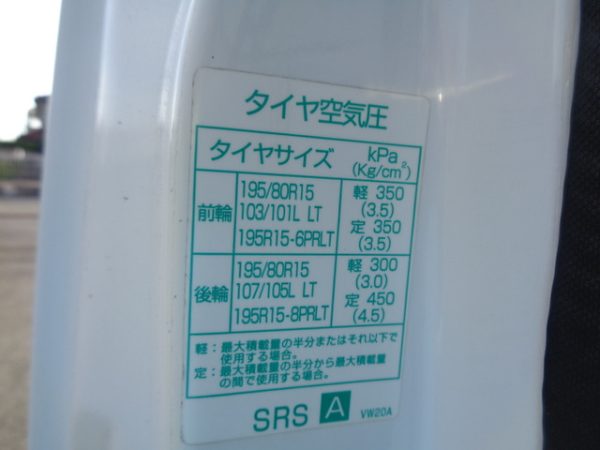 タイヤ空気圧
タイヤサイズ kPa (Kg/cm²)
前輪
195/80R15
103/101L LT
195R15-6PRLT
軽 350
(3.5)
定 350
(3.5)
後輪
195/80R15
107/105L LT
195R15-8PRLT
軽 300
(3.0)
定 450
(4.5)
軽：最大積載量の半分またはそれ以下で
使用する場合。
定：最大積載量の半分から最大積載量
の間で使用する場合。
SRS A VW20A